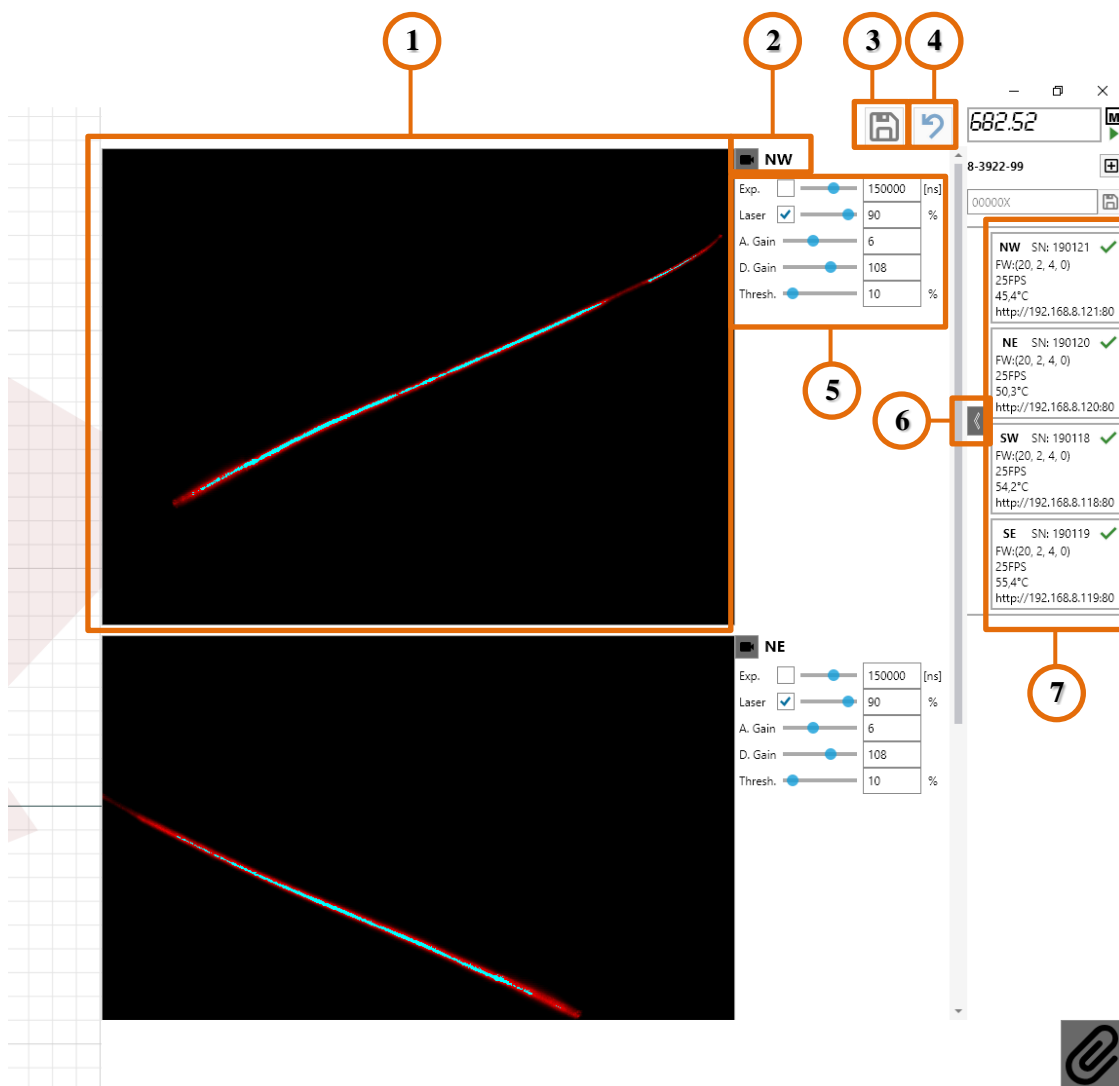 1
2
3
4
682.52
M
8-3922-99
00000X
NW
Exp. 150000 [ns]
Laser 90 %
A. Gain 6
D. Gain 108
Thresh. 10 %
5
6
NW SN: 190121
FW:(20, 2, 4, 0)
25FPS
45,4°C
http://192.168.8.121:80
NE SN: 190120
FW:(20, 2, 4, 0)
25FPS
50,3°C
http://192.168.8.120:80
SW SN: 190118
FW:(20, 2, 4, 0)
25FPS
54,2°C
http://192.168.8.118:80
SE SN: 190119
FW:(20, 2, 4, 0)
25FPS
55,4°C
http://192.168.8.119:80
7
NE
Exp. 150000 [ns]
Laser 90 %
A. Gain 6
D. Gain 108
Thresh. 10 %